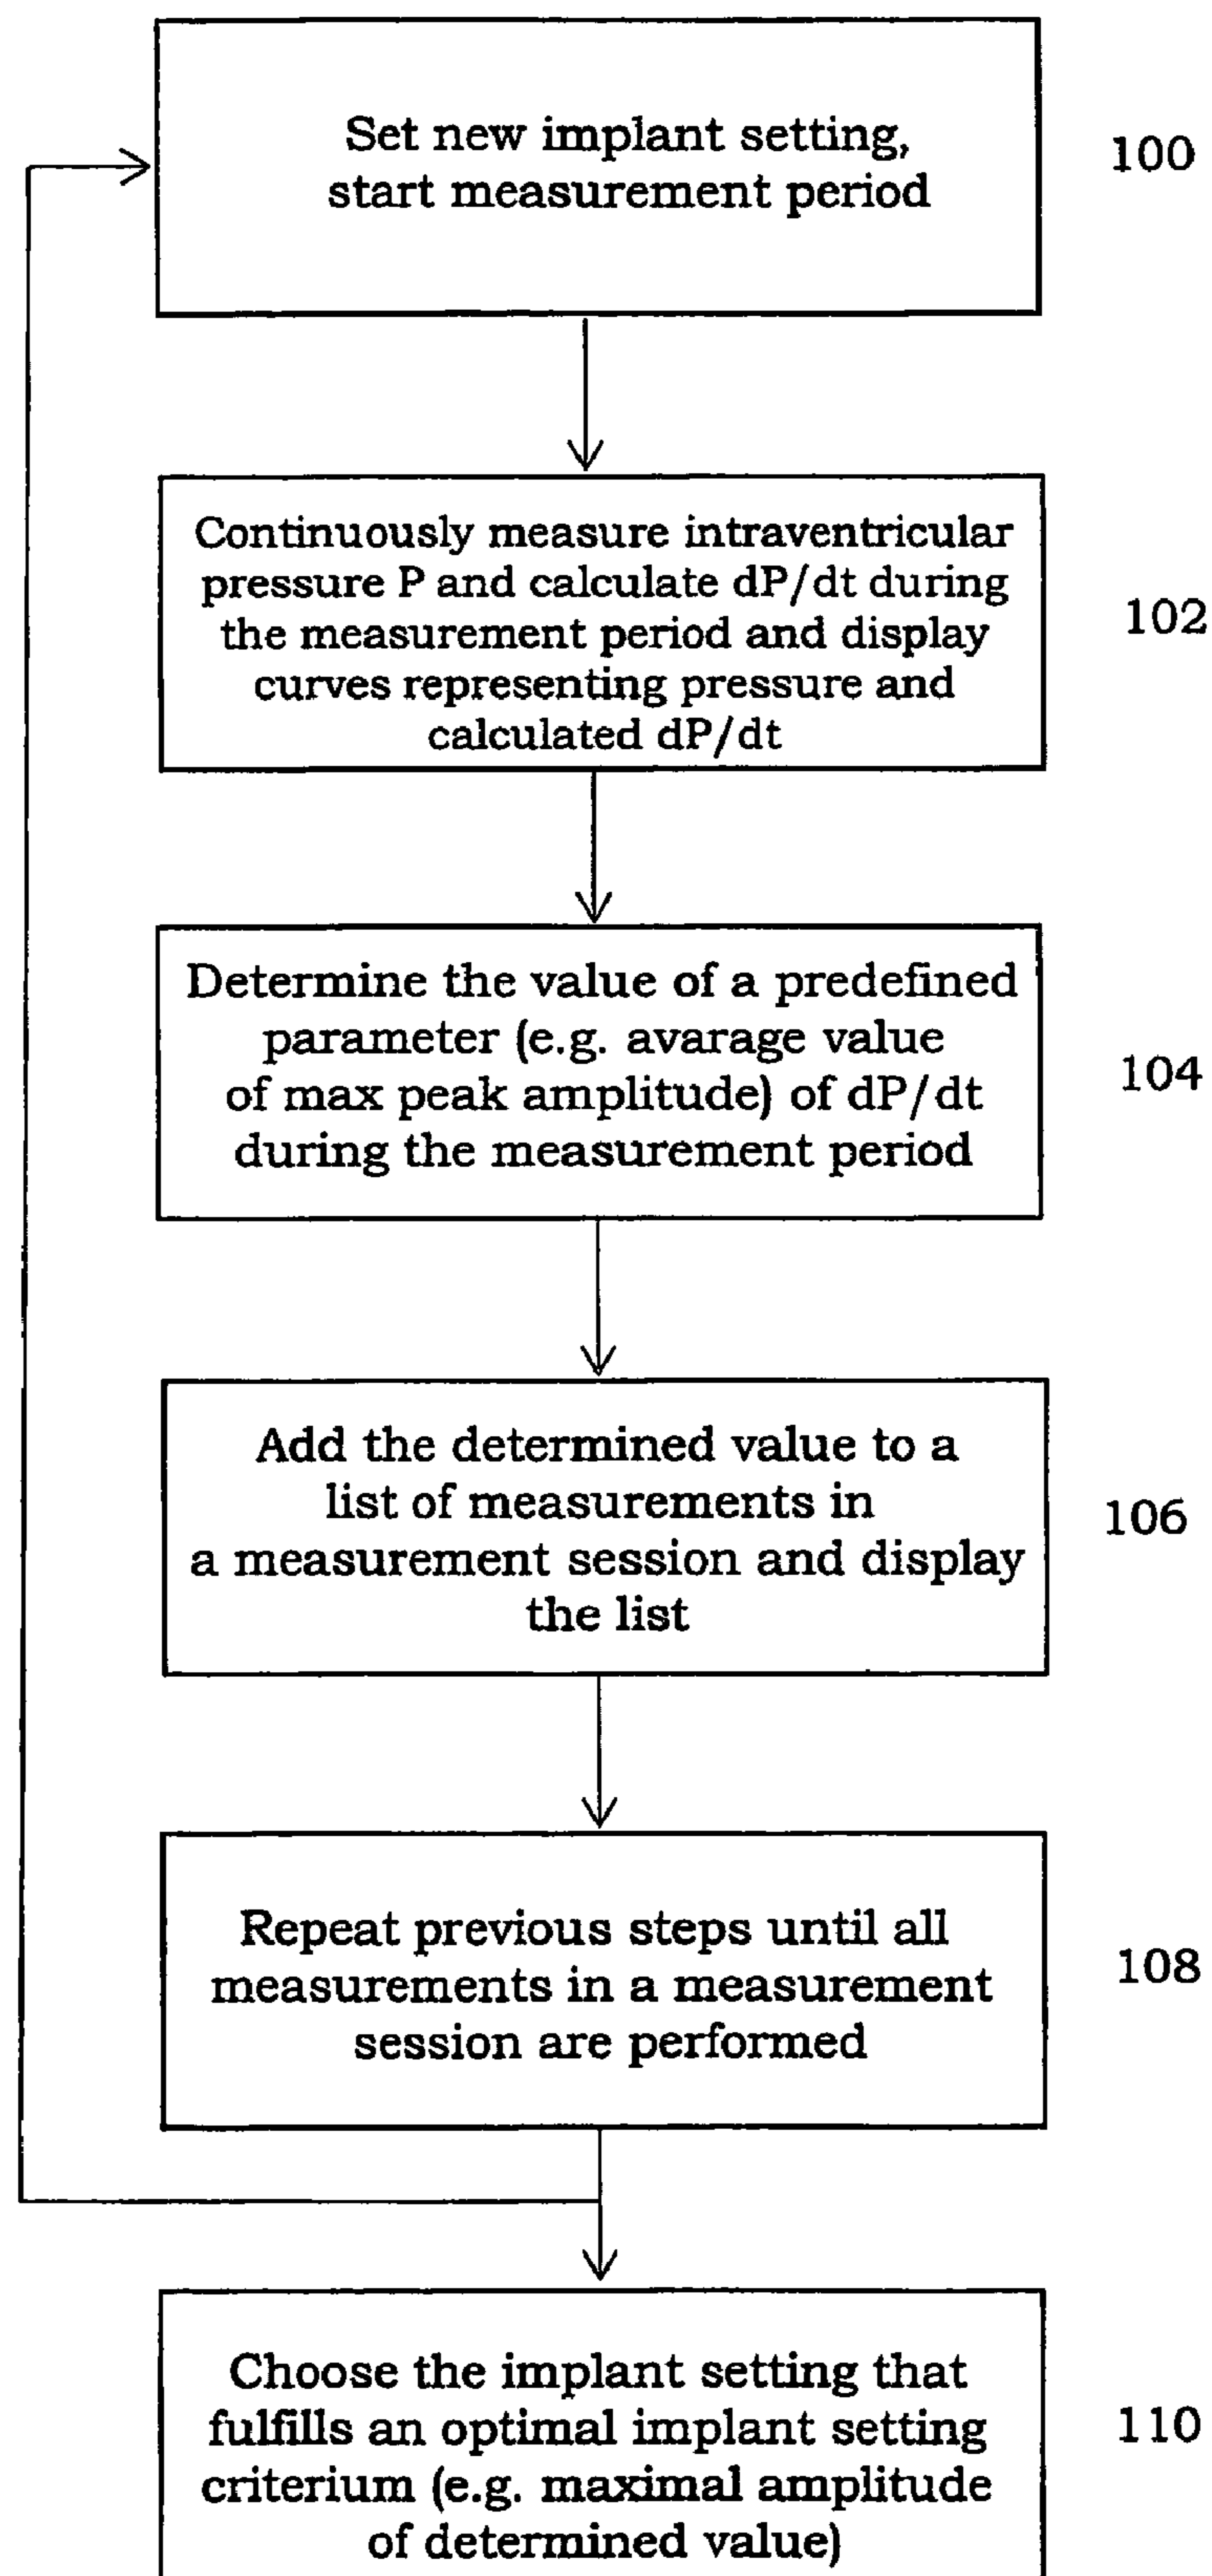 Set new implant setting,
start measurement period
100
Continuously measure intraventricular
pressure P and calculate dP/dt during
the measurement period and display
curves representing pressure and
calculated dP/dt
102
Determine the value of a predefined
parameter (e.g. avarage value
of max peak amplitude) of dP/dt
during the measurement period
104
Add the determined value to a
list of measurements in
a measurement session and display
the list
106
Repeat previous steps until all
measurements in a measurement
session are performed
108
Choose the implant setting that
fulfills an optimal implant setting
criterium (e.g. maximal amplitude
of determined value)
110